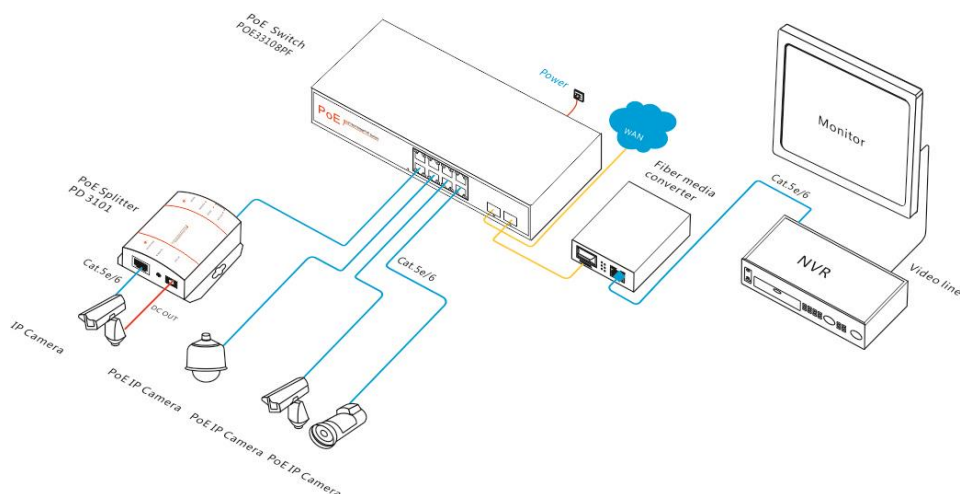 PoE Switch
POE33108PF
Power
WAN
Monitor
PoE
Fiber media
converter
Cat.5e/6
PoE Splitter
PD 3101
Cat.5e/6
Cat.5e/6
NVR
Video line
DC OUT
IP Camera
PoE IP Camera
PoE IP Camera
PoE IP Camera